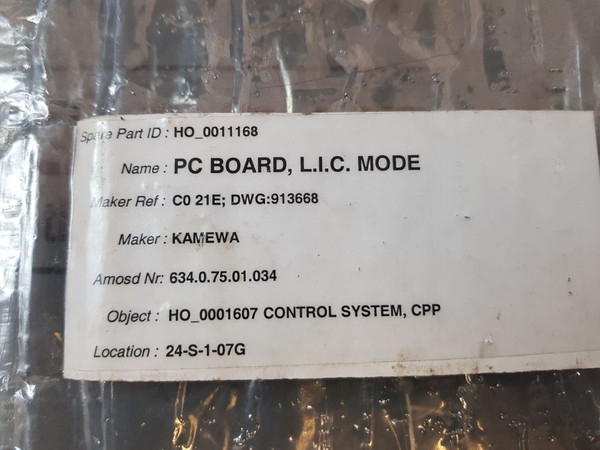 Spare Part ID : HO_0011168
Name : PC BOARD, L.I.C. MODE
Maker Ref : C0 21E; DWG:913668
Maker : KAMEWA
Amosd Nr: 634.0.75.01.034
Object : HO_0001607 CONTROL SYSTEM, CPP
Location : 24-S-1-07G